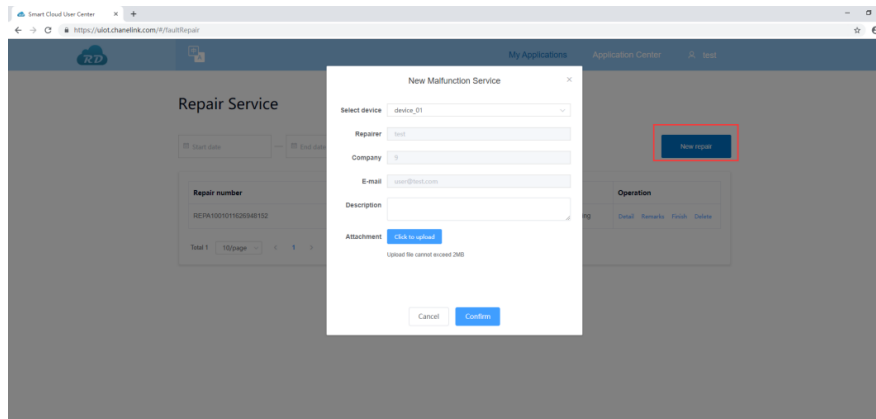 Smart Cloud User Center
https://uiot.chanelink.com/#/faultRepair
RD
My Applications Application Center test
New Malfunction Service
Repair Service
Select device device_01
Start date — End date
Repairer test
New repair
Company 9
E-mail user@test.com
Repair number Operation
Description
REPA1001011626948152 Detail Remarks Finish Delete
Attachment Click to upload
Total 1 10/page < 1 >
Upload file cannot exceed 2MB
Cancel Confirm